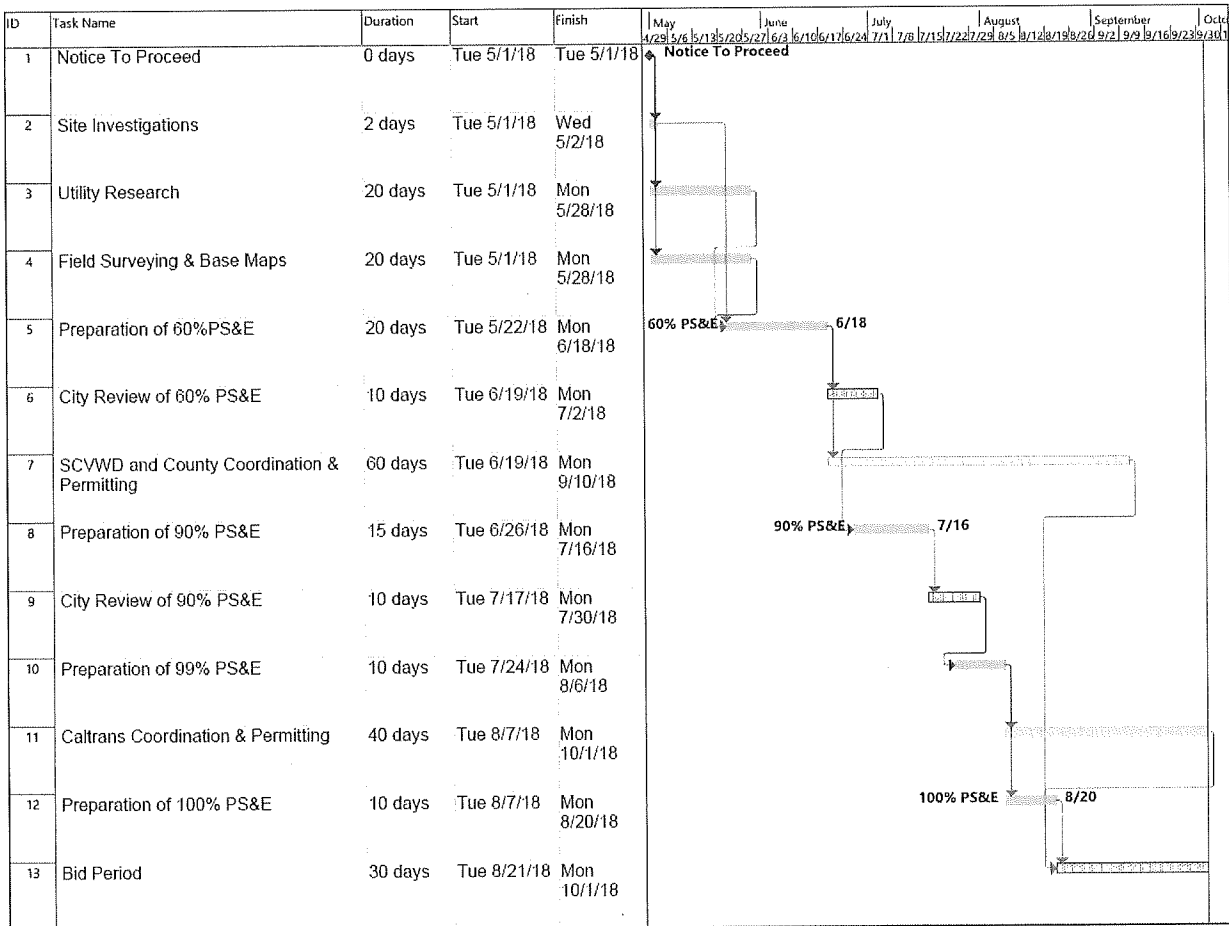 ID Task Name Duration Start Finish May June July August September Octo
4/29 5/6 5/13 5/20 5/27 6/3 6/10 6/17 6/24 7/1 7/8 7/15 7/22 7/29 8/5 8/12 8/19 8/26 9/2 9/9 9/16 9/23 9/30
1 Notice To Proceed 0 days Tue 5/1/18 Tue 5/1/18 Notice To Proceed
2 Site Investigations 2 days Tue 5/1/18 Wed
5/2/18
3 Utility Research 20 days Tue 5/1/18 Mon
5/28/18
4 Field Surveying & Base Maps 20 days Tue 5/1/18 Mon
5/28/18
5 Preparation of 60%PS&E 20 days Tue 5/22/18 Mon 60% PS&E 6/18
6/18/18
6 City Review of 60% PS&E 10 days Tue 6/19/18 Mon
7/2/18
7 SCVWD and County Coordination & 60 days Tue 6/19/18 Mon
Permitting 9/10/18
8 Preparation of 90% PS&E 15 days Tue 6/26/18 Mon 90% PS&E 7/16
7/16/18
9 City Review of 90% PS&E 10 days Tue 7/17/18 Mon
7/30/18
10 Preparation of 99% PS&E 10 days Tue 7/24/18 Mon
8/6/18
11 Caltrans Coordination & Permitting 40 days Tue 8/7/18 Mon
10/1/18
12 Preparation of 100% PS&E 10 days Tue 8/7/18 Mon 100% PS&E 8/20
8/20/18
13 Bid Period 30 days Tue 8/21/18 Mon
10/1/18